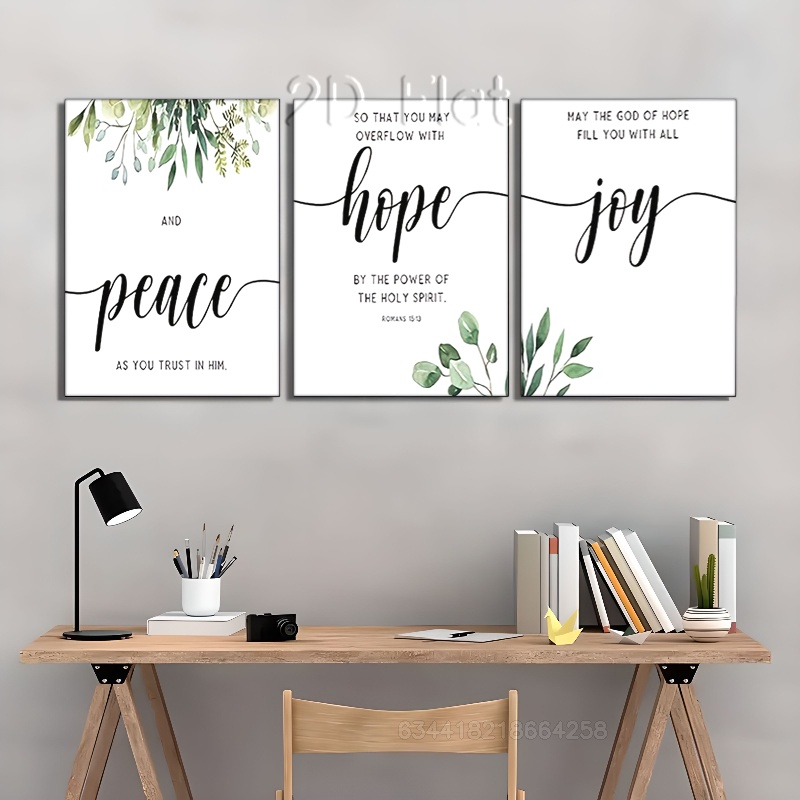 2D Flat
AND
peace
AS YOU TRUST IN HIM.
SO THAT YOU MAY
OVERFLOW WITH
hope
BY THE POWER OF
THE HOLY SPIRIT.
ROMANS 15:13
MAY THE GOD OF HOPE
FILL YOU WITH ALL
joy
634418218664258